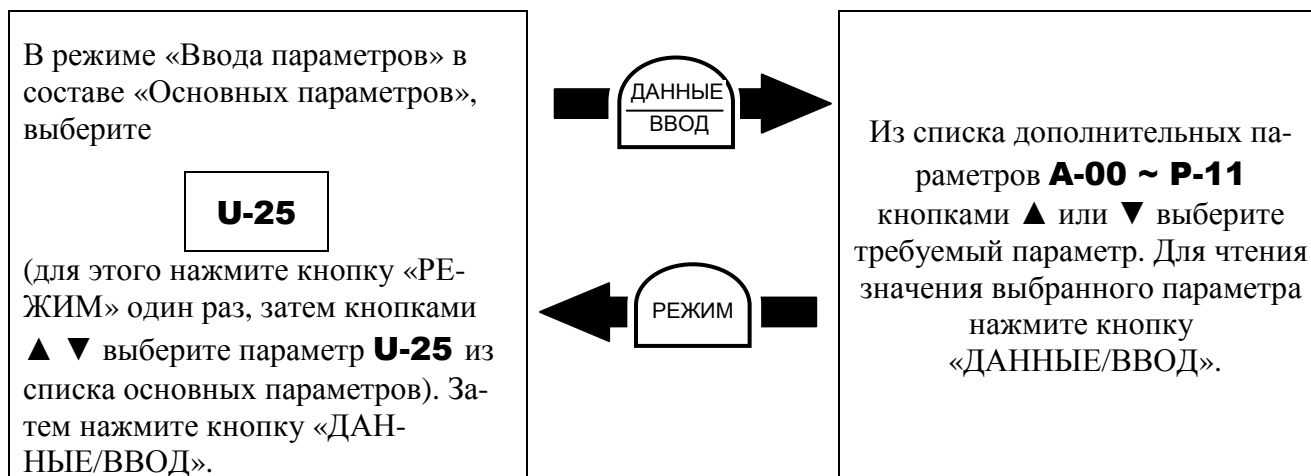 В режиме «Ввода параметров» в
составе «Основных параметров»,
выберите
U-25
(для этого нажмите кнопку «РЕ-
ЖИМ» один раз, затем кнопками
▲ ▼ выберите параметр U-25 из
списка основных параметров). За-
тем нажмите кнопку «ДАН-
НЫЕ/ВВОД».
ДАННЫЕ
ВВОД
РЕЖИМ
Из списка дополнительных па-
раметров A-00 ~ P-11
кнопками ▲ или ▼ выберите
требуемый параметр. Для чтения
значения выбранного параметра
нажмите кнопку
«ДАННЫЕ/ВВОД».